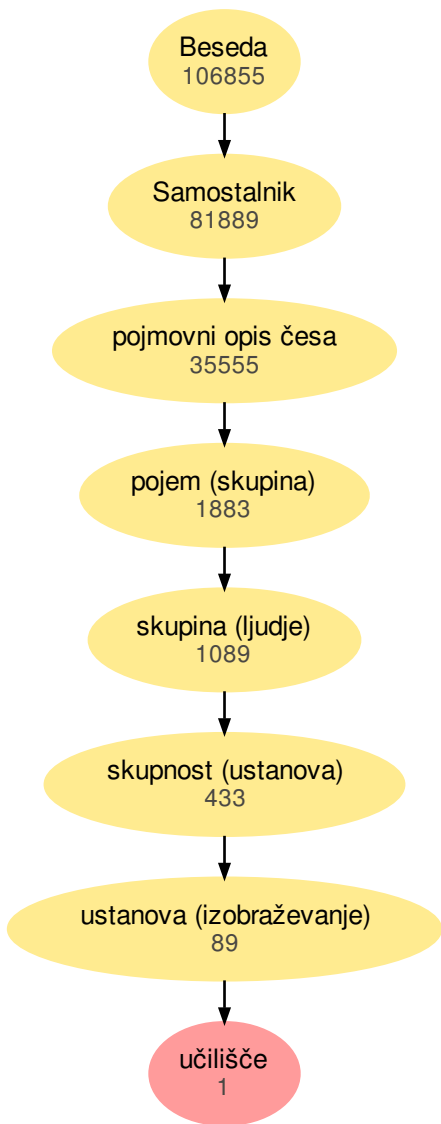 Beseda
106855
Samostalnik
81889
pojmovni opis česa
35555
pojem (skupina)
1883
skupina (ljudje)
1089
skupnost (ustanova)
433
ustanova (izobraževanje)
89
učilišče
1